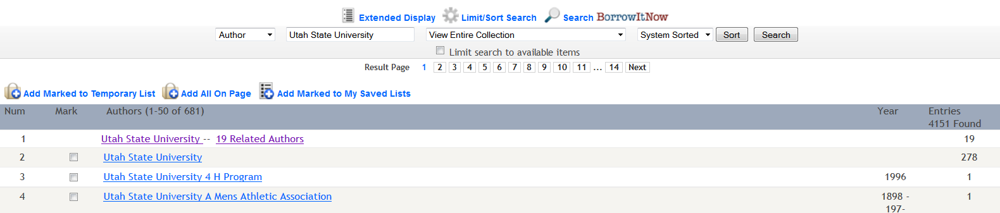 Extended Display Limit/Sort Search Search BorrowItNow
Author Utah State University View Entire Collection System Sorted Sort Search
Limit search to available items
Result Page 1 2 3 4 5 6 7 8 9 10 11 ... 14 Next
Add Marked to Temporary List Add All On Page Add Marked to My Saved Lists
Num Mark Authors (1-50 of 681) Year Entries
4151 Found
1 Utah State University -- 19 Related Authors 19
2 Utah State University 278
3 Utah State University 4 H Program 1996 1
4 Utah State University A Mens Athletic Association 1898 - 1
197-